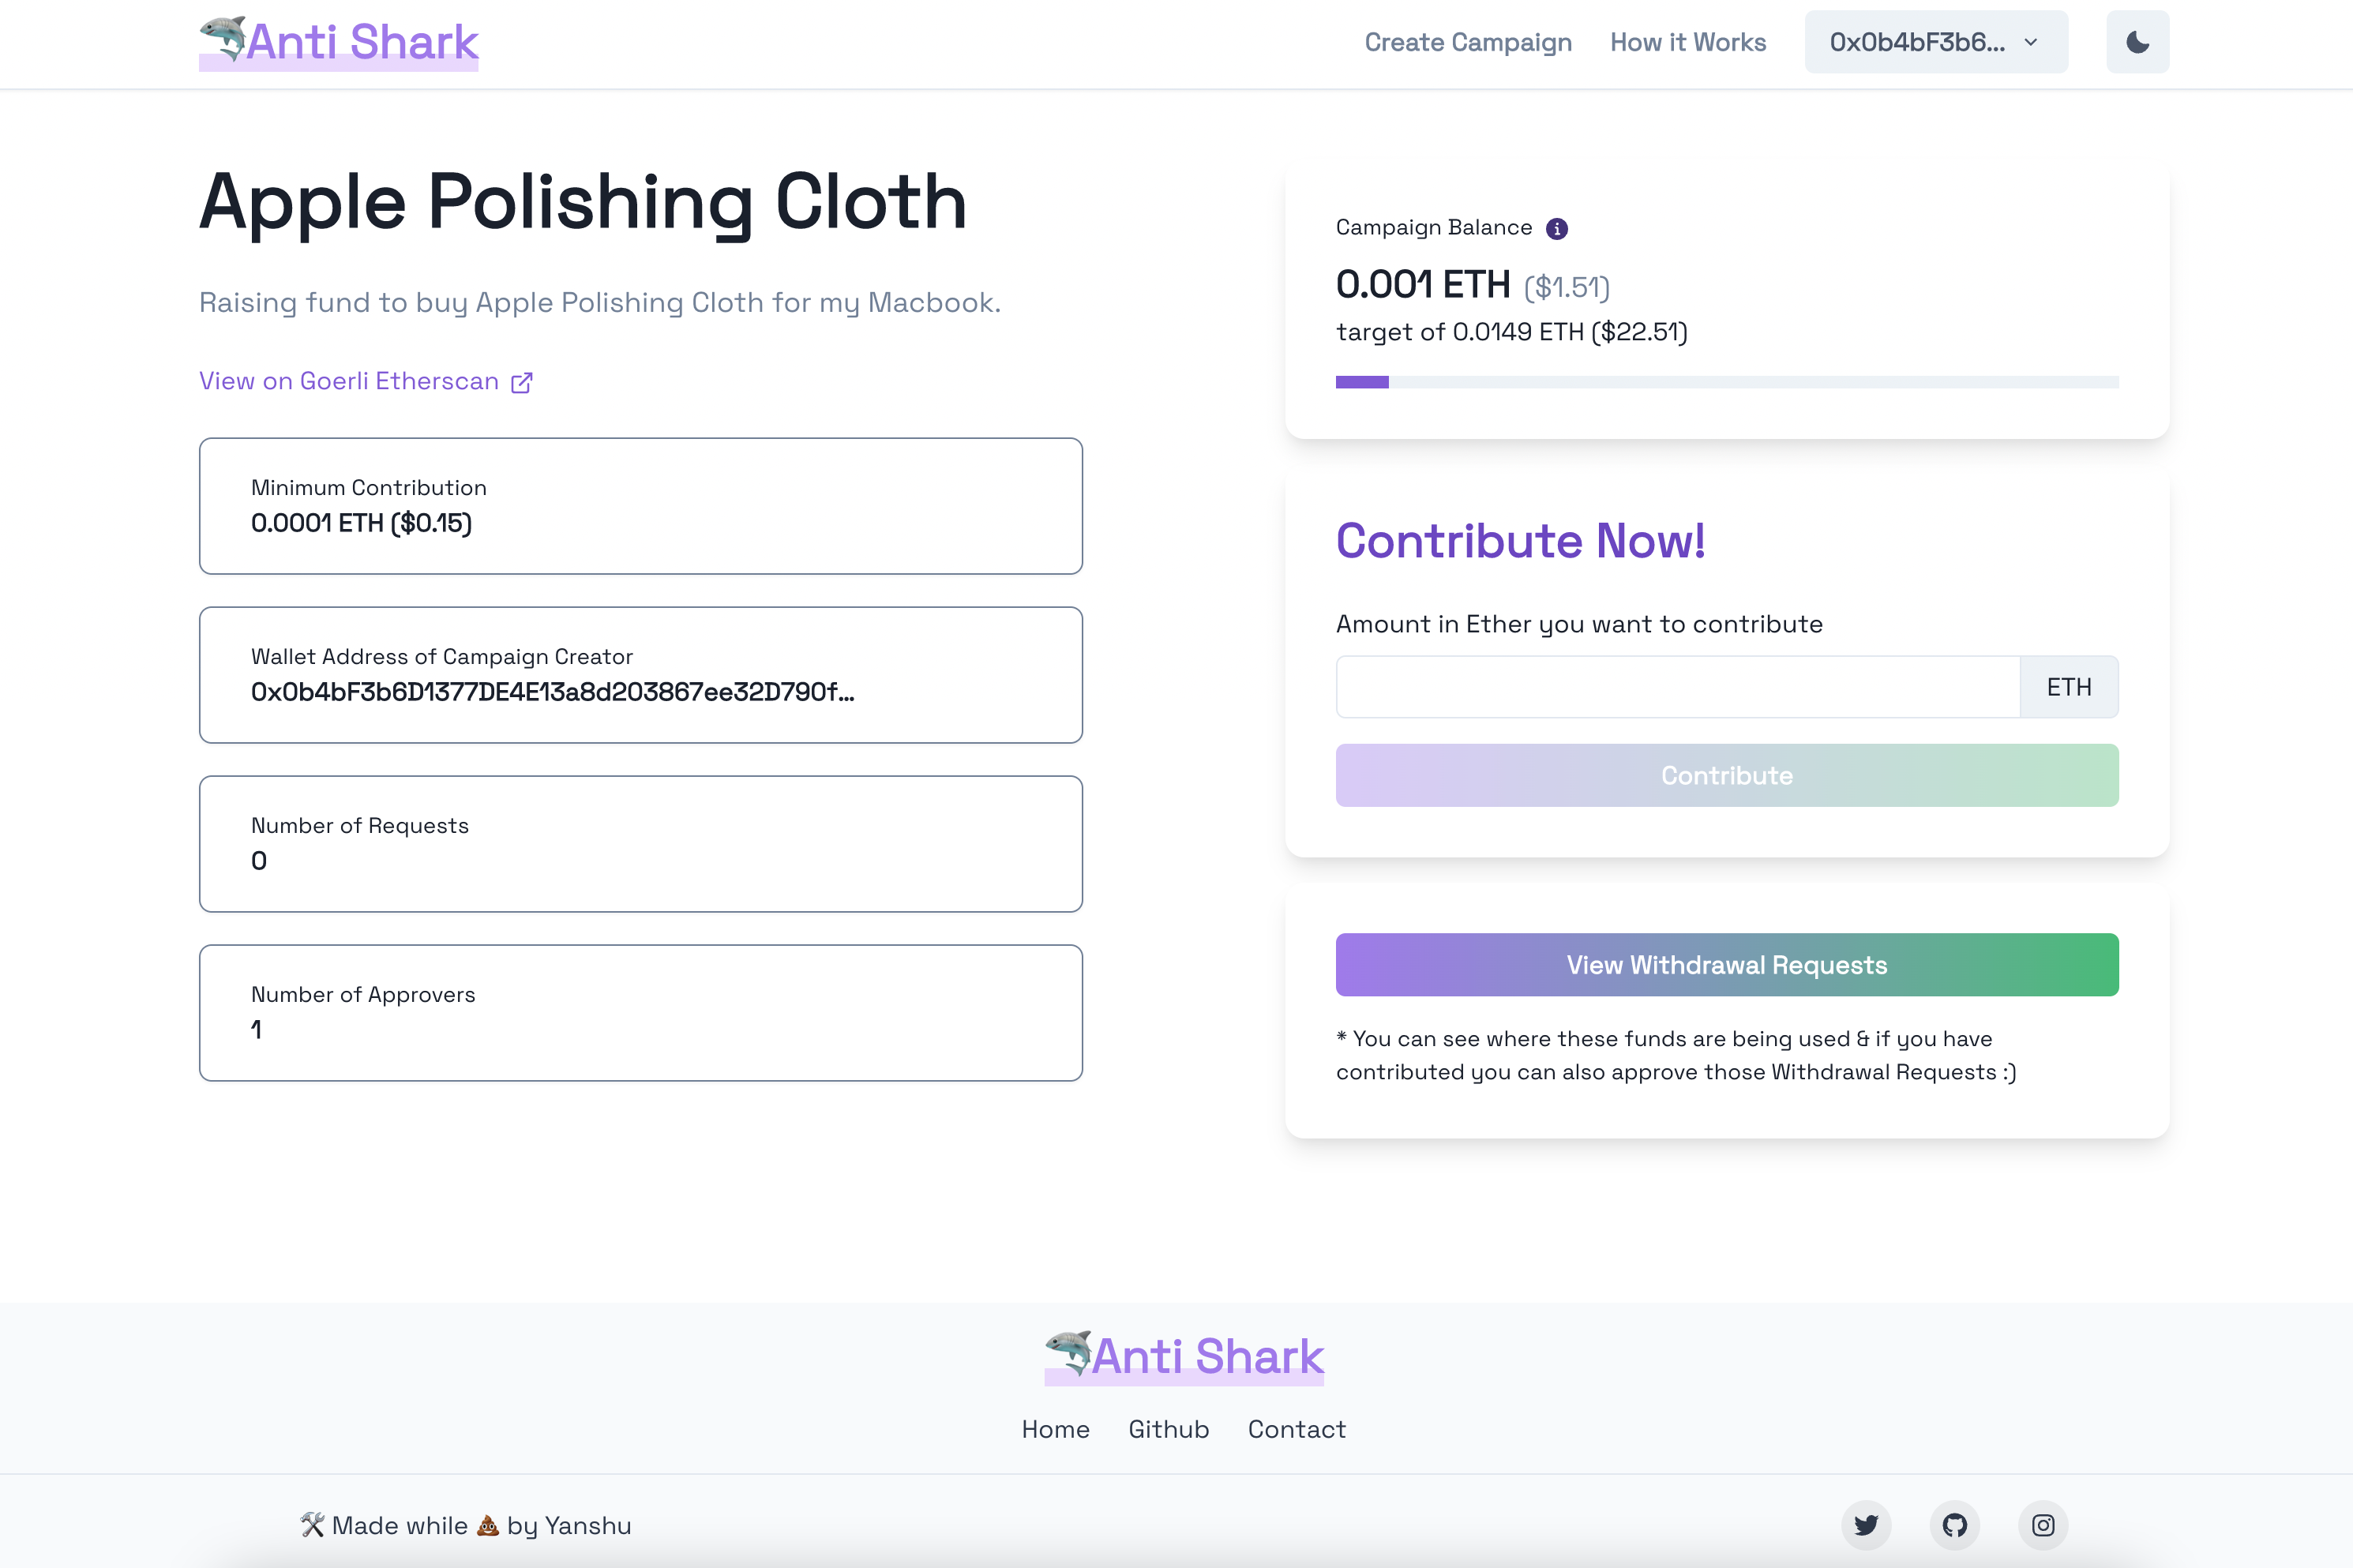 🦈Anti Shark
Create Campaign
How it Works
0x0b4bF3b6...
Apple Polishing Cloth
Raising fund to buy Apple Polishing Cloth for my Macbook.
View on Goerli Etherscan
Minimum Contribution
0.0001 ETH ($0.15)
Wallet Address of Campaign Creator
0x0b4bF3b6D1377DE4E13a8d203867ee32D790f...
Number of Requests
0
Number of Approvers
1
Campaign Balance
0.001 ETH ($1.51)
target of 0.0149 ETH ($22.51)
Contribute Now!
Amount in Ether you want to contribute
ETH
Contribute
View Withdrawal Requests
* You can see where these funds are being used & if you have
contributed you can also approve those Withdrawal Requests :)
🦈Anti Shark
Home
Github
Contact
🛠 Made while 💩 by Yanshu